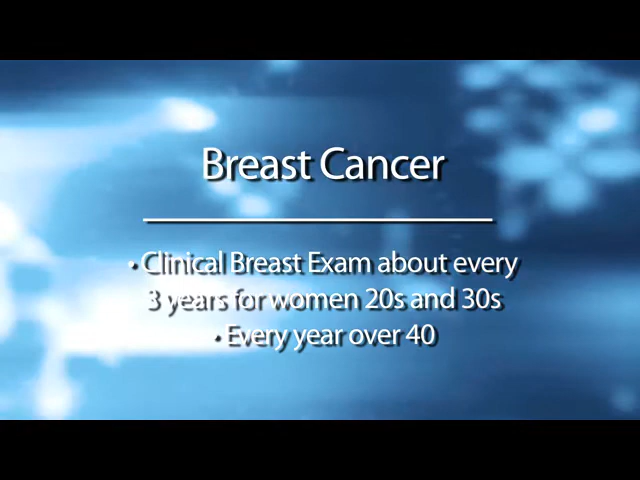 Breast Cancer
• Clinical Breast Exam about every
3 years for women 20s and 30s
• Every year over 40